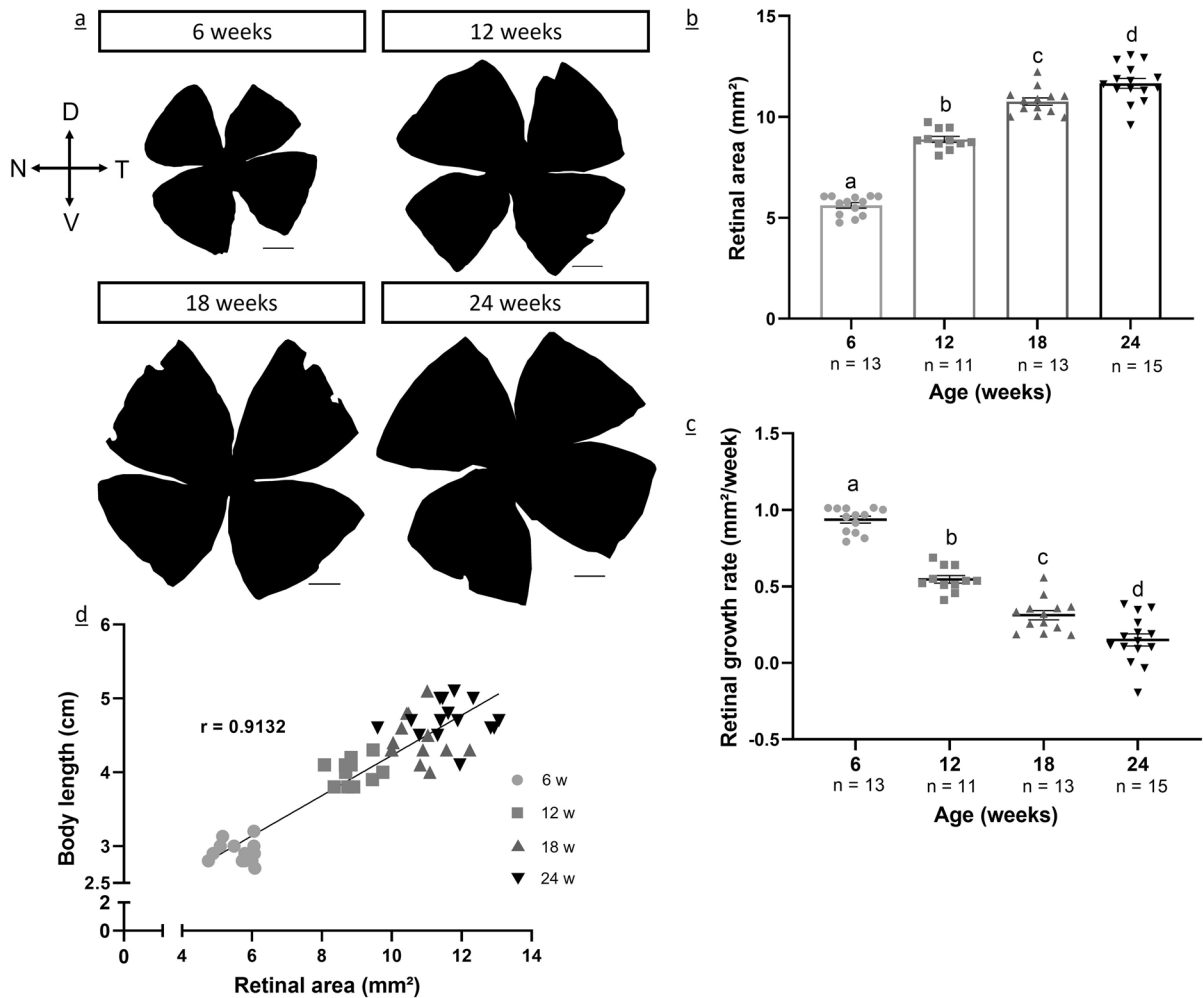 a
6 weeks
12 weeks
D
N
T
V
18 weeks
24 weeks
b
Retinal area (mm²)
15
10
5
0
a
b
c
d
6
12
18
24
n = 13
n = 11
n = 13
n = 15
Age (weeks)
c
Retinal growth rate (mm²/week)
1.5
1.0
0.5
0.0
-0.5
a
b
c
d
6
12
18
24
n = 13
n = 11
n = 13
n = 15
Age (weeks)
d
Body length (cm)
6
5
4
3
2.5
2
0
r = 0.9132
6 w
12 w
18 w
24 w
0
4
6
8
10
12
14
Retinal area (mm²)